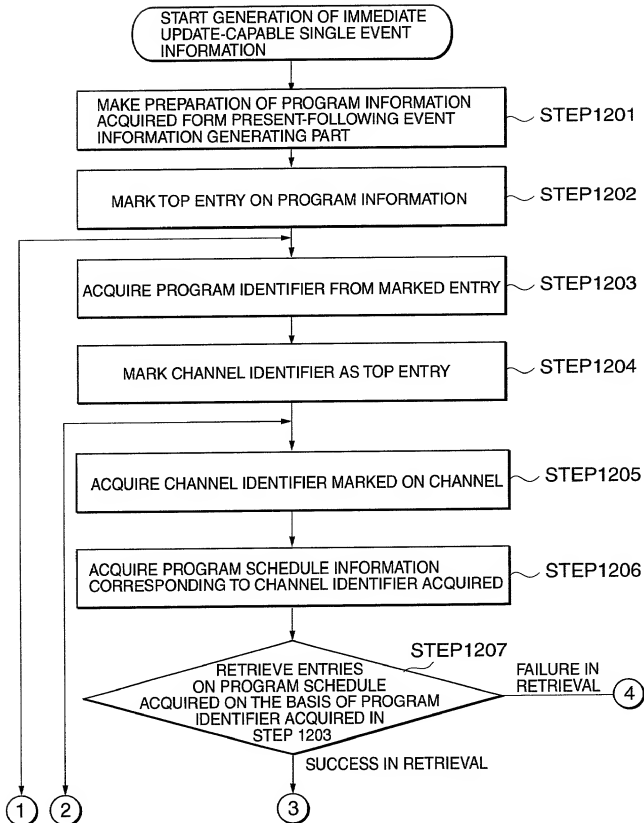 START GENERATION OF IMMEDIATE
UPDATE-CAPABLE SINGLE EVENT
INFORMATION
MAKE PREPARATION OF PROGRAM INFORMATION
ACQUIRED FORM PRESENT-FOLLOWING EVENT
INFORMATION GENERATING PART
STEP1201
MARK TOP ENTRY ON PROGRAM INFORMATION
STEP1202
ACQUIRE PROGRAM IDENTIFIER FROM MARKED ENTRY
STEP1203
MARK CHANNEL IDENTIFIER AS TOP ENTRY
STEP1204
ACQUIRE CHANNEL IDENTIFIER MARKED ON CHANNEL
STEP1205
ACQUIRE PROGRAM SCHEDULE INFORMATION
CORRESPONDING TO CHANNEL IDENTIFIER ACQUIRED
STEP1206
STEP1207
RETRIEVE ENTRIES
ON PROGRAM SCHEDULE
ACQUIRED ON THE BASIS OF PROGRAM
IDENTIFIER ACQUIRED IN
STEP 1203
FAILURE IN
RETRIEVAL
4
SUCCESS IN RETRIEVAL
1
2
3